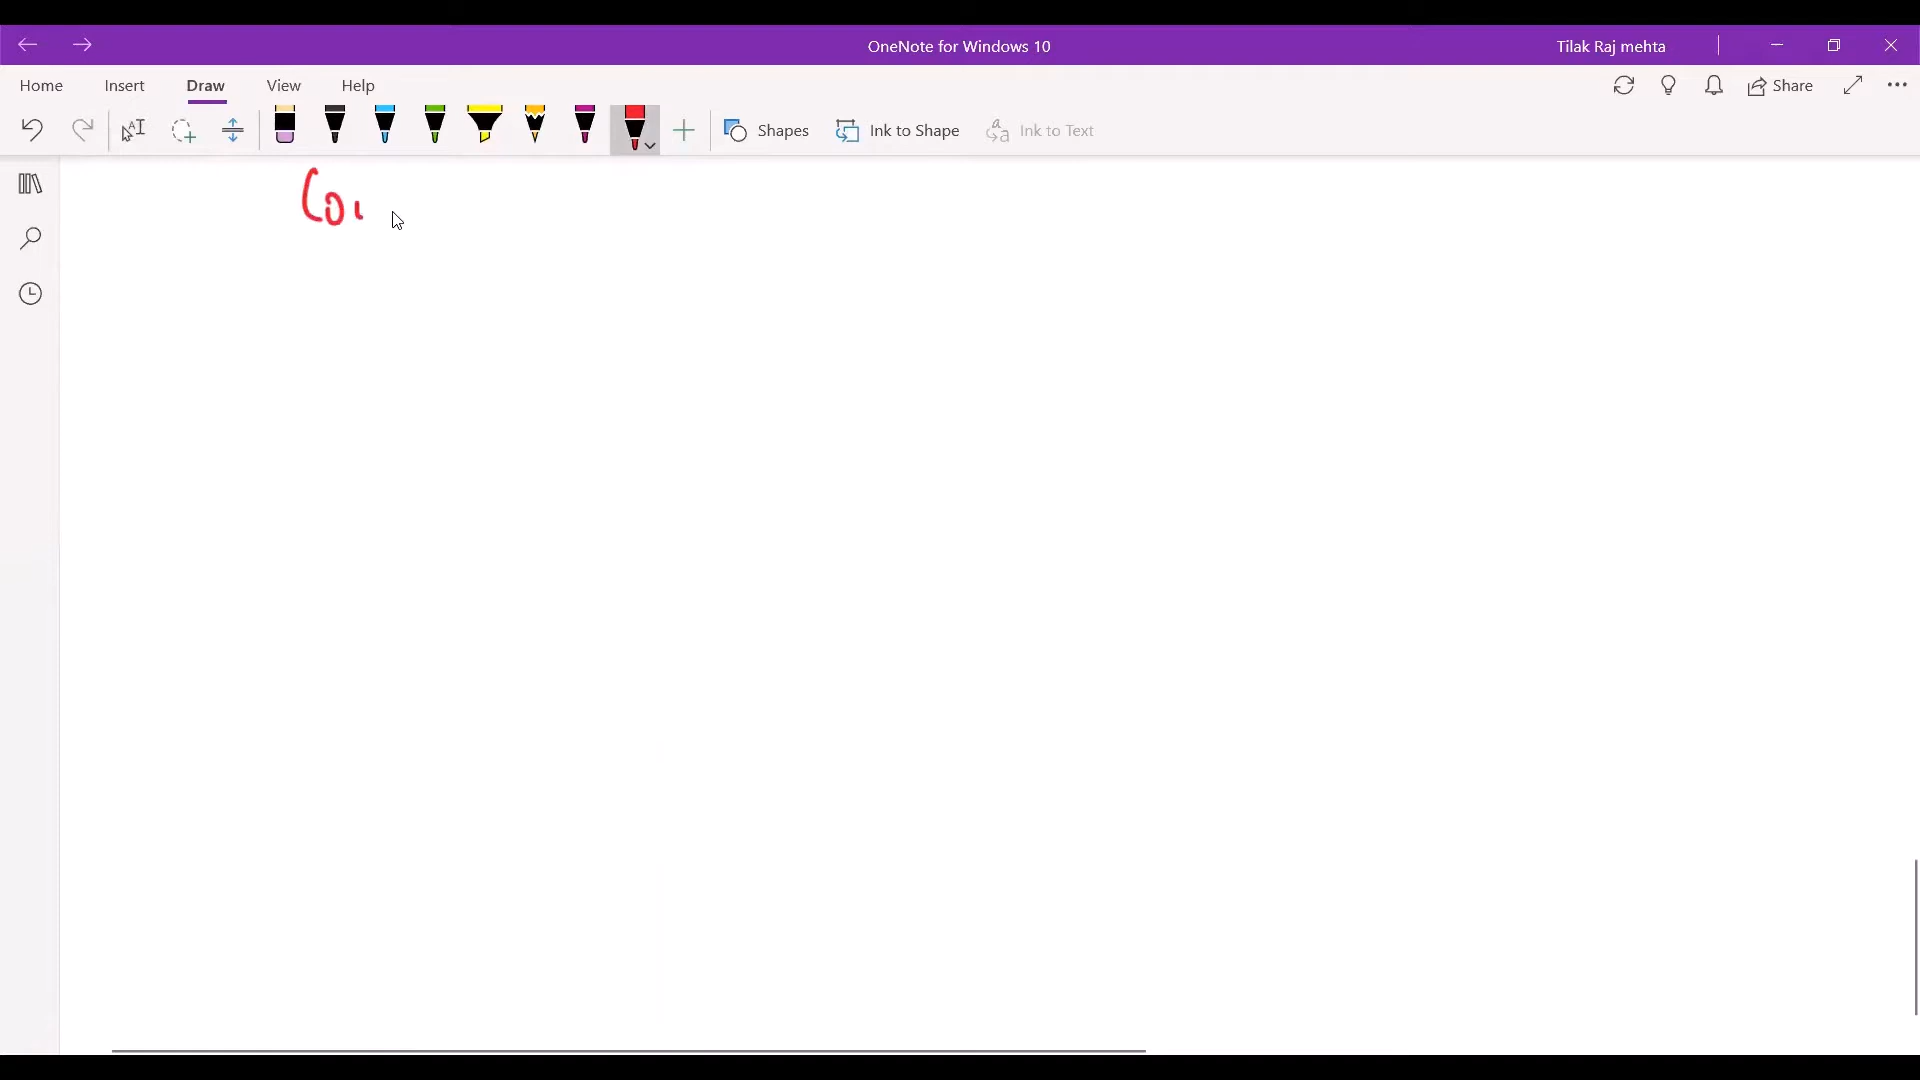 OneNote for Windows 10
Tilak Raj mehta
Home Insert Draw View Help
Share
Shapes Ink to Shape Ink to Text